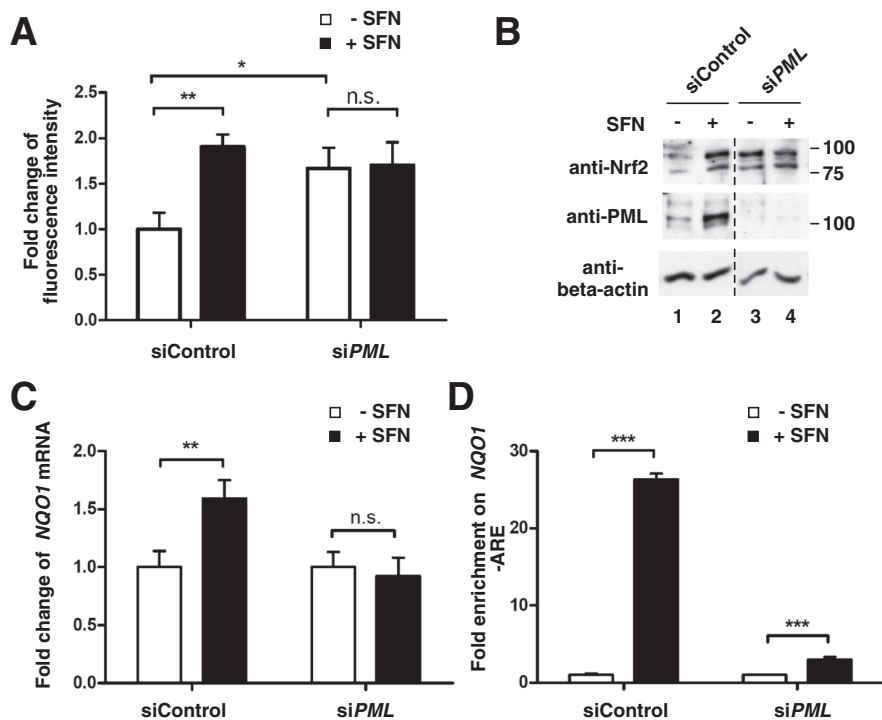 A
- SFN
+ SFN
Fold change of
fluorescence intensity
2.5
2.0
1.5
1.0
0.5
0.0
*
**
n.s.
siControl
siPML
B
siControl
siPML
SFN
-
+
-
+
anti-Nrf2
100
75
anti-PML
100
anti-
beta-actin
1
2
3
4
C
- SFN
+ SFN
Fold change of NQO1 mRNA
2.0
1.5
1.0
0.5
0.0
**
n.s.
siControl
siPML
D
- SFN
+ SFN
Fold enrichment on NQO1
-ARE
30
20
10
0
***
***
siControl
siPML